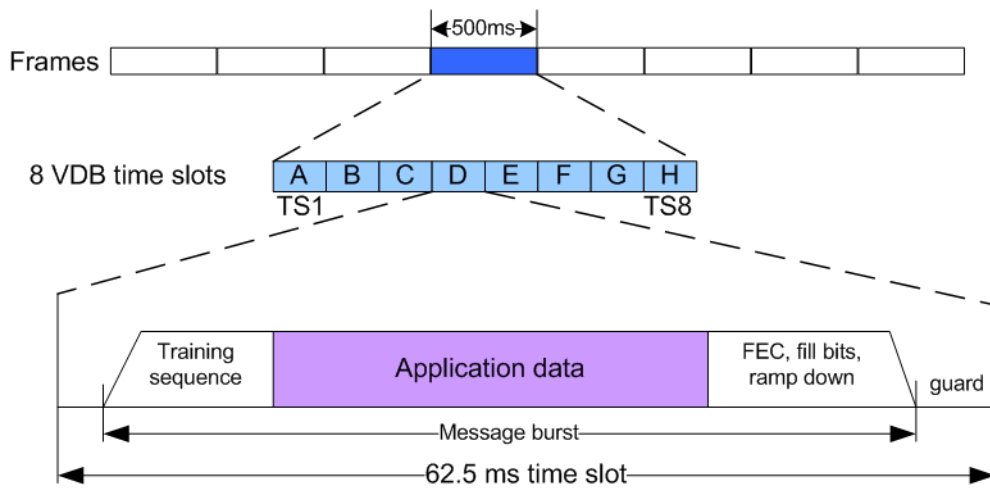 500ms
Frames
8 VDB time slots
A B C D E F G H
TS1 TS8
Training
sequence
Application data
FEC, fill bits,
ramp down
guard
Message burst
62.5 ms time slot